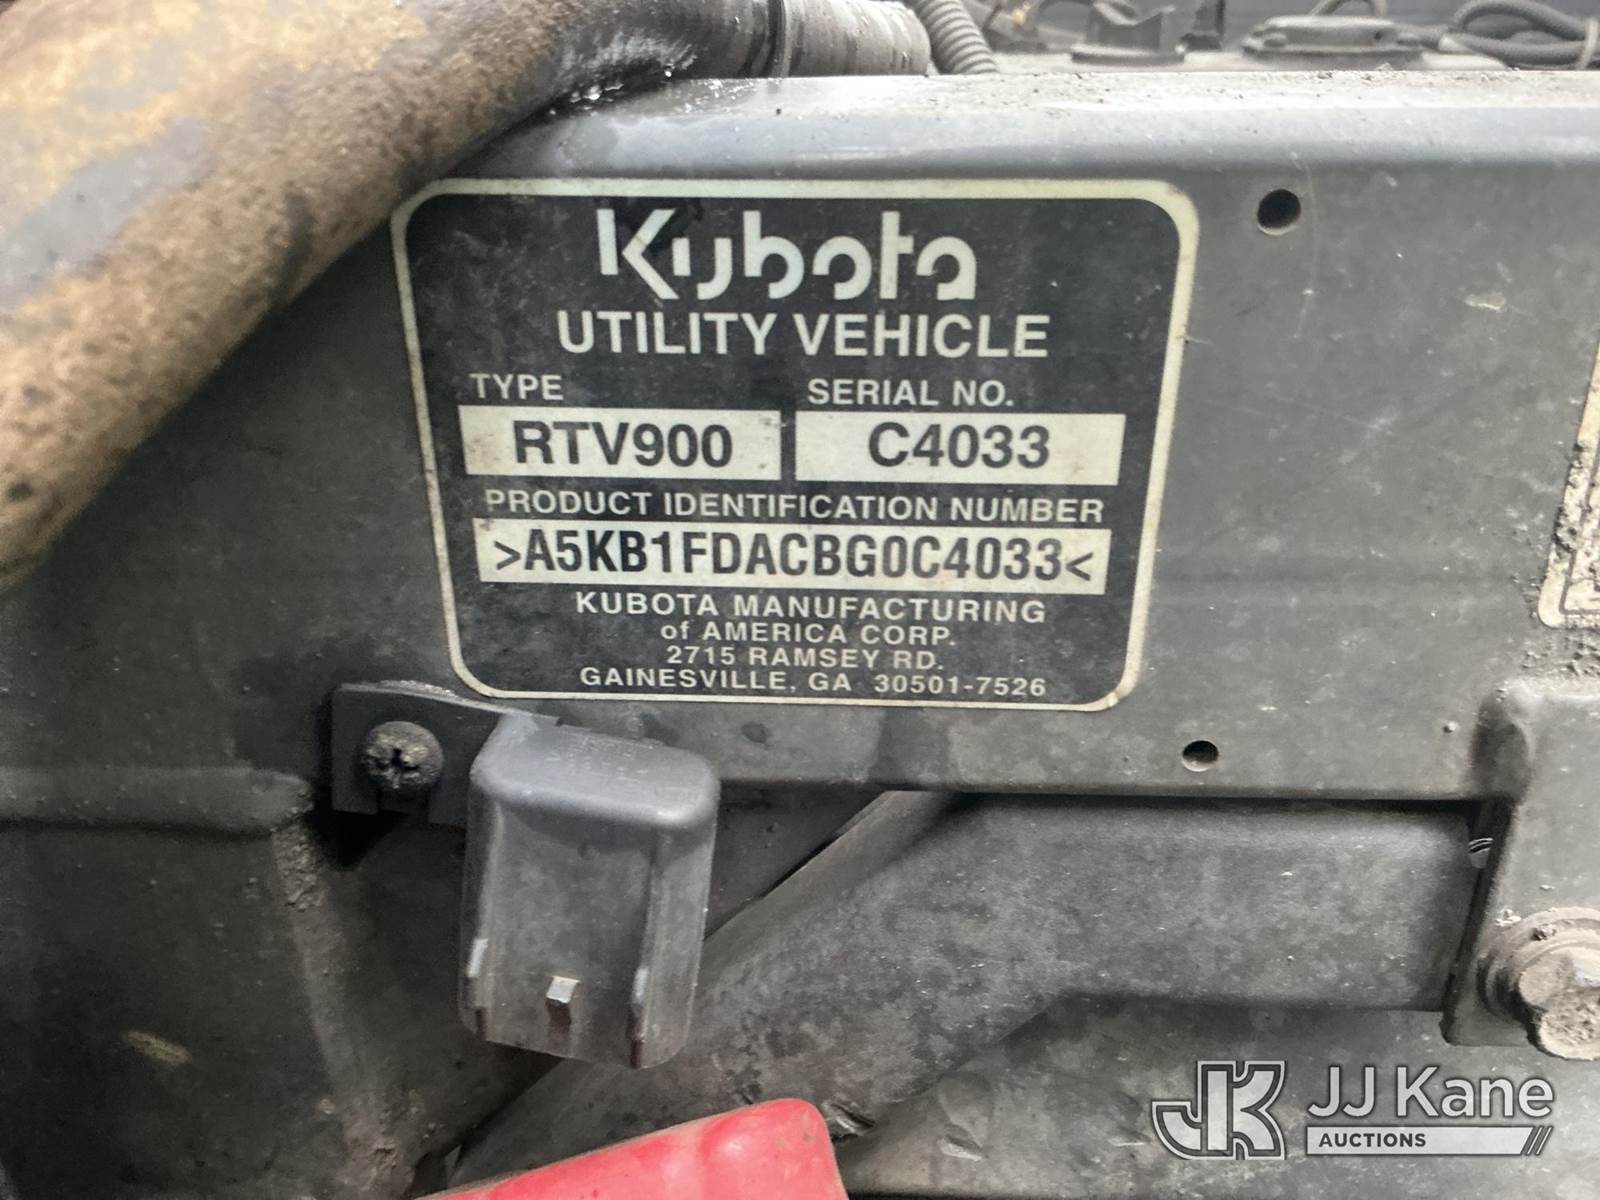 Kubota
UTILITY VEHICLE
TYPE SERIAL NO.
RTV900 C4033
PRODUCT IDENTIFICATION NUMBER
>A5KB1FDACBG0C4033<
KUBOTA MANUFACTURING
of AMERICA CORP.
2715 RAMSEY RD.
GAINESVILLE, GA 30501-7526
JK JJ Kane
AUCTIONS